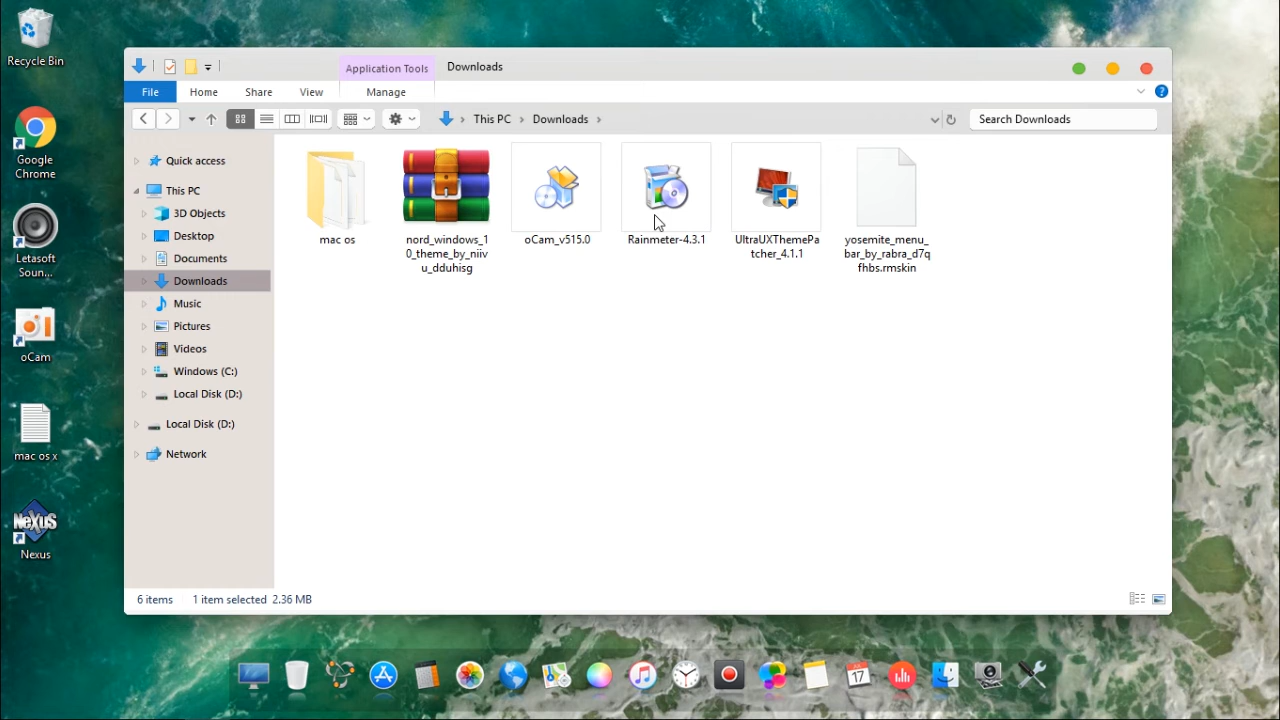 Recycle Bin
Google
Chrome
Letasoft
Soun...
oCam
mac os x
NeXuS
Nexus
Application Tools
Downloads
File
Home
Share
View
Manage
This PC
Downloads
Search Downloads
Quick access
This PC
3D Objects
Desktop
Documents
Downloads
Music
Pictures
Videos
Windows (C:)
Local Disk (D:)
Local Disk (D:)
Network
mac os
nord_windows_1
0_theme_by_niiv
u_dduhisg
oCam_v515.0
Rainmeter-4.3.1
UltraUXThemePa
tcher_4.1.1
yosemite_menu_
bar_by_rabra_d7q
fhbs.rmskin
6 items
1 item selected 2.36 MB
17